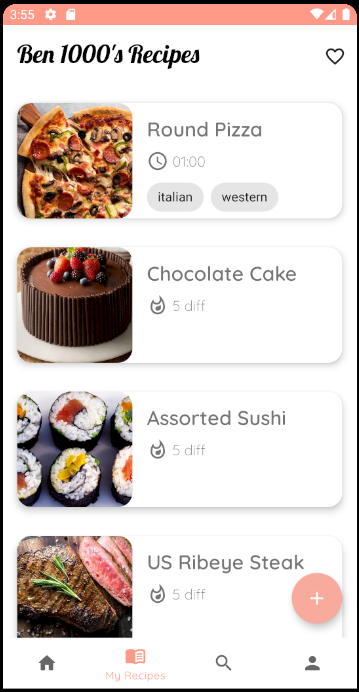 3:55
Ben 1000's Recipes
Round Pizza
01:00
italian western
Chocolate Cake
5 diff
Assorted Sushi
5 diff
US Ribeye Steak
5 diff
+
My Recipes